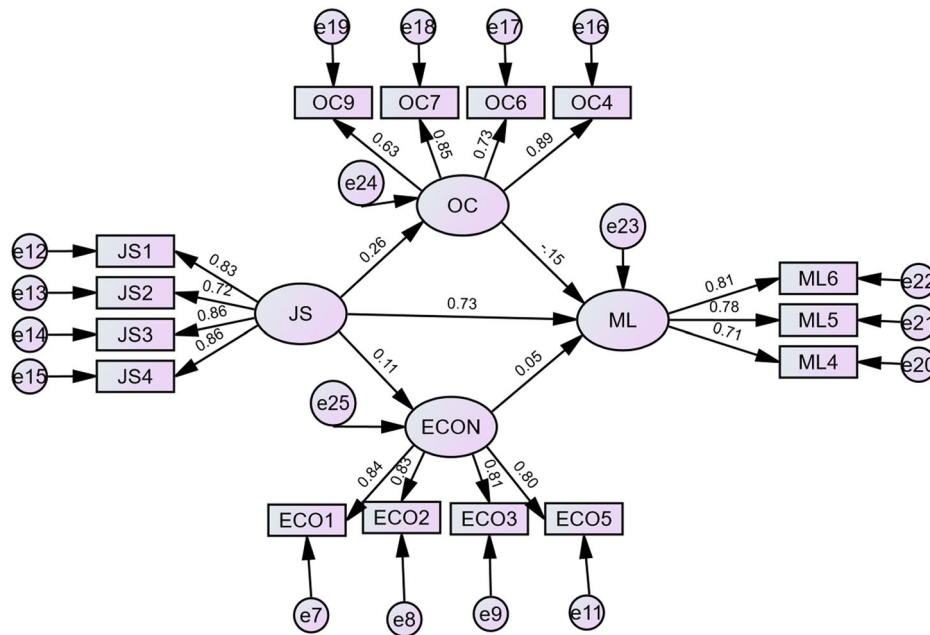 e19 e18 e17 e16
OC9 OC7 OC6 OC4
0.63 0.85 0.73 0.89
e24
OC
e23
0.26 -.15
e12 JS1 0.83
e13 JS2 0.72
e14 JS3 0.86
e15 JS4 0.86
JS
0.73
ML
0.81 ML6 e22
0.78 ML5 e21
0.71 ML4 e20
0.11 0.05
e25
ECON
0.84 0.83 0.81 0.80
ECO1 ECO2 ECO3 ECO5
e7 e8 e9 e11